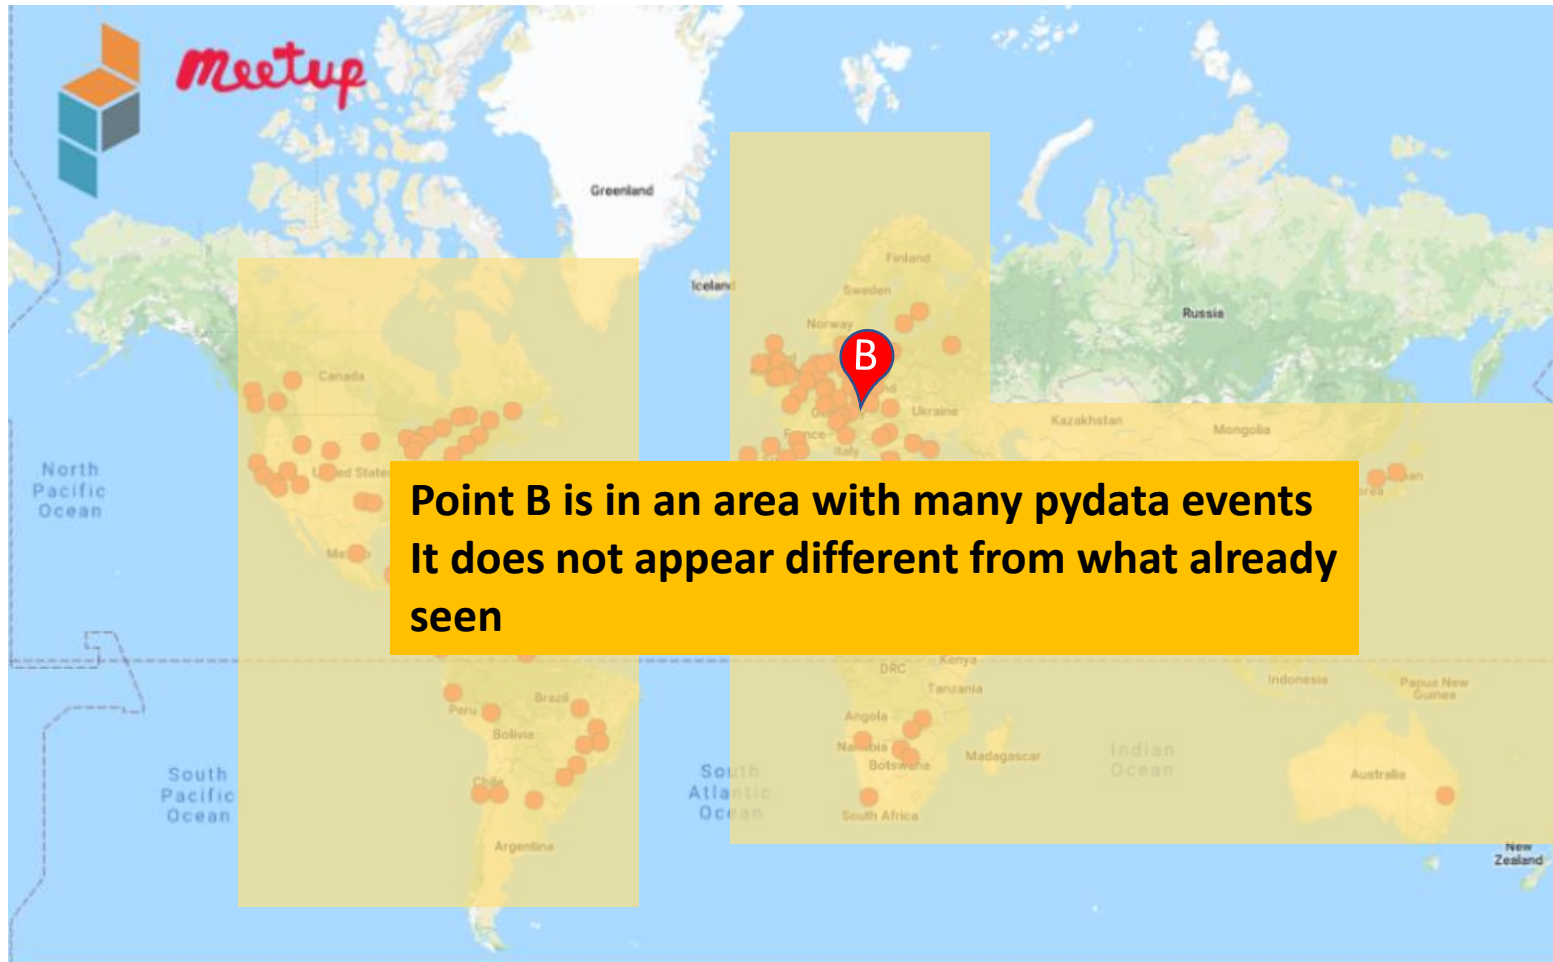 meetup
Greenland
Iceland
Finland
Sweden
Norway
Russia
B
Canada
Ukraine
Kazakhstan
Mongolia
France
Italy
North
Pacific
Ocean
United State
Point B is in an area with many pydata events
It does not appear different from what already
seen
DRC
Kenya
Tanzania
Indonesia
Papua New
Guinea
Peru
Brazil
Bolivia
Angola
Namibia
Botswana
Madagascar
Indian
Ocean
Australia
South
Pacific
Ocean
Chile
South
Atlantic
Ocean
South Africa
Argentina
New
Zealand